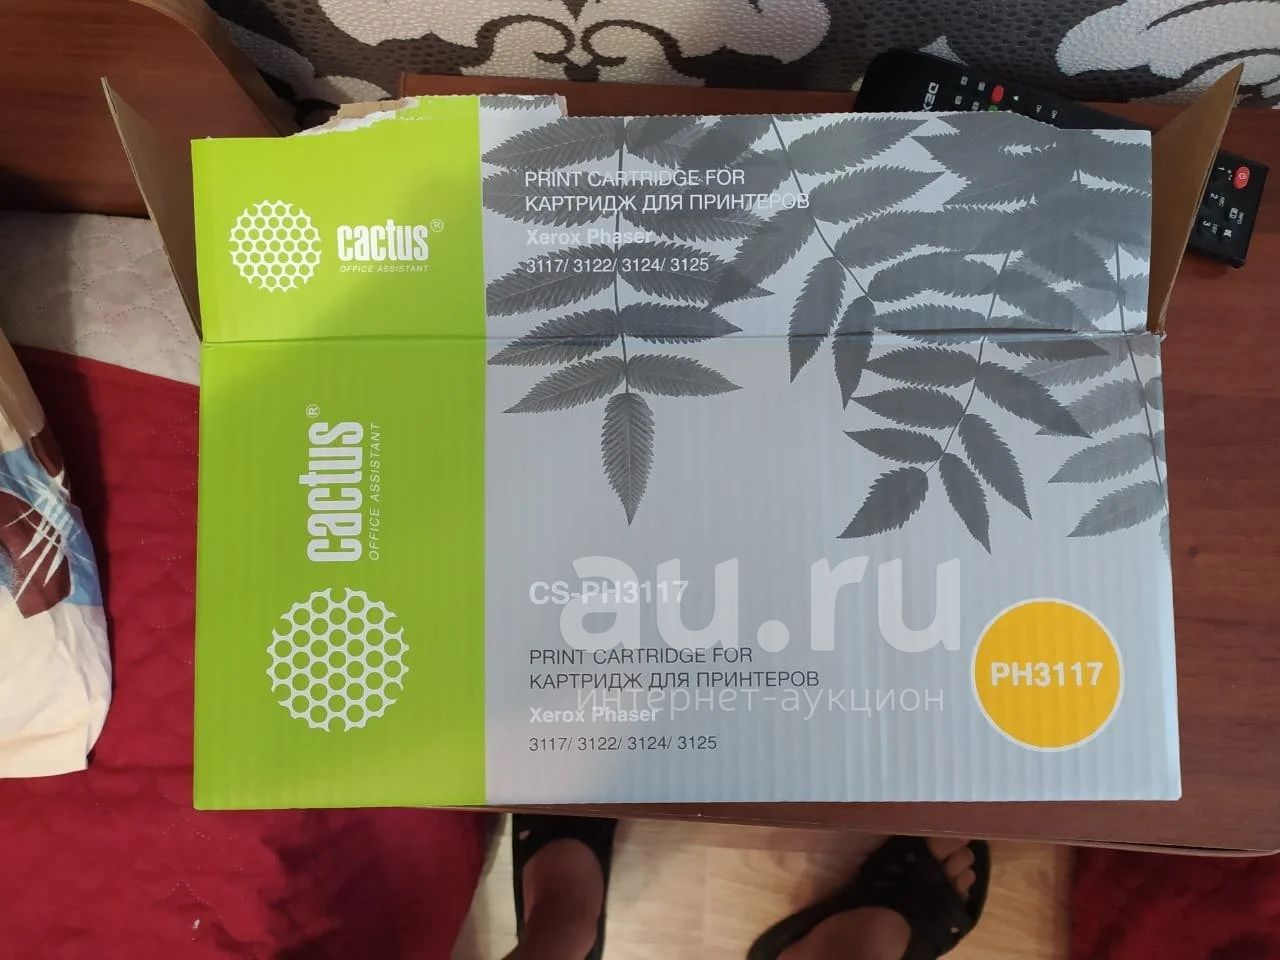 cactus®
OFFICE ASSISTANT
PRINT CARTRIDGE FOR
КАРТРИДЖ ДЛЯ ПРИНТЕРОВ
Xerox Phaser
3117/ 3122/ 3124/ 3125
cactus®
OFFICE ASSISTANT
CS-PH3117
PRINT CARTRIDGE FOR
КАРТРИДЖ ДЛЯ ПРИНТЕРОВ
Xerox Phaser
3117/ 3122/ 3124/ 3125
PH3117
au.ru
интернет-аукцион